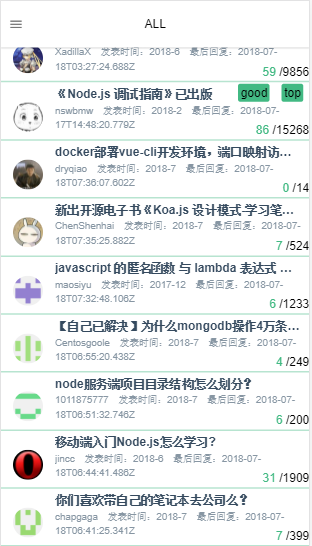 ALL
XadillaX 发表时间：2018-6 最后回复：2018-07-
18T03:27:24.688Z
59 /9856
《Node.js 调试指南》已出版 good top
nswbmw 发表时间：2018-2 最后回复：2018-07-
17T14:48:20.779Z
86 /15268
docker部署vue-cli开发环境，端口映射访...
dryqiao 发表时间：2018-7 最后回复：2018-07-
18T07:36:07.602Z
0 /14
新出开源电子书《Koa.js 设计模式-学习笔...
ChenShenhai 发表时间：2018-7 最后回复：2018-07-
18T07:35:25.882Z
7 /524
javascript 的匿名函数 与 lambda 表达式 ...
maosiyu 发表时间：2017-12 最后回复：2018-07-
18T07:32:48.106Z
6 /1233
【自己已解决】为什么mongodb操作4万条...
Centosgoole 发表时间：2018-7 最后回复：2018-07-
18T06:55:20.438Z
4 /249
node服务端项目目录结构怎么划分？
1011875777 发表时间：2018-7 最后回复：2018-07-
18T06:51:32.746Z
6 /200
移动端入门Node.js怎么学习？
jincc 发表时间：2018-6 最后回复：2018-07-
18T06:44:41.486Z
31 /1909
你们喜欢带自己的笔记本去公司么？
chapgaga 发表时间：2018-7 最后回复：2018-07-
18T06:41:25.341Z
7 /399